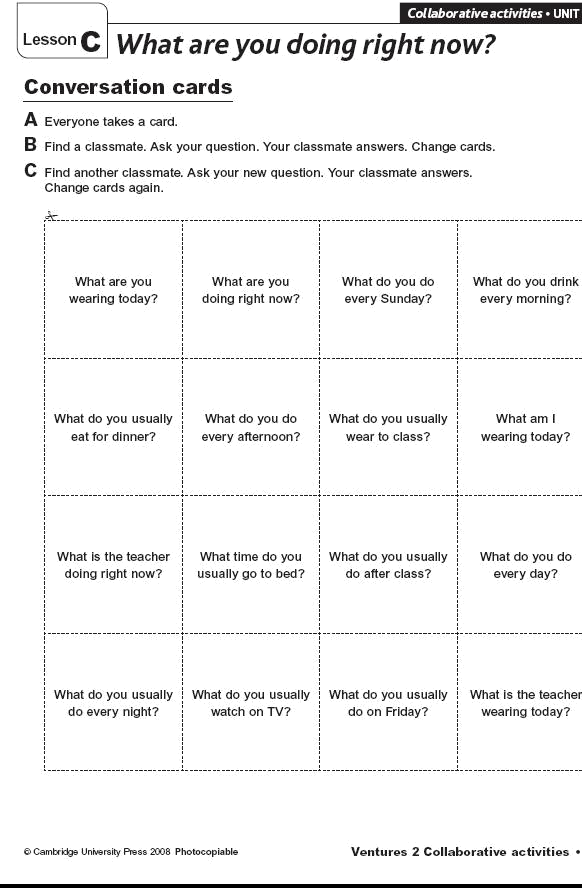 Collaborative activities • UNIT
Lesson C What are you doing right now?
Conversation cards
A Everyone takes a card.
B Find a classmate. Ask your question. Your classmate answers. Change cards.
C Find another classmate. Ask your new question. Your classmate answers.
Change cards again.
What are you
wearing today?
What are you
doing right now?
What do you do
every Sunday?
What do you drink
every morning?
What do you usually
eat for dinner?
What do you do
every afternoon?
What do you usually
wear to class?
What am I
wearing today?
What is the teacher
doing right now?
What time do you
usually go to bed?
What do you usually
do after class?
What do you do
every day?
What do you usually
do every night?
What do you usually
watch on TV?
What do you usually
do on Friday?
What is the teacher
wearing today?
© Cambridge University Press 2008 Photocopiable
Ventures 2 Collaborative activities •